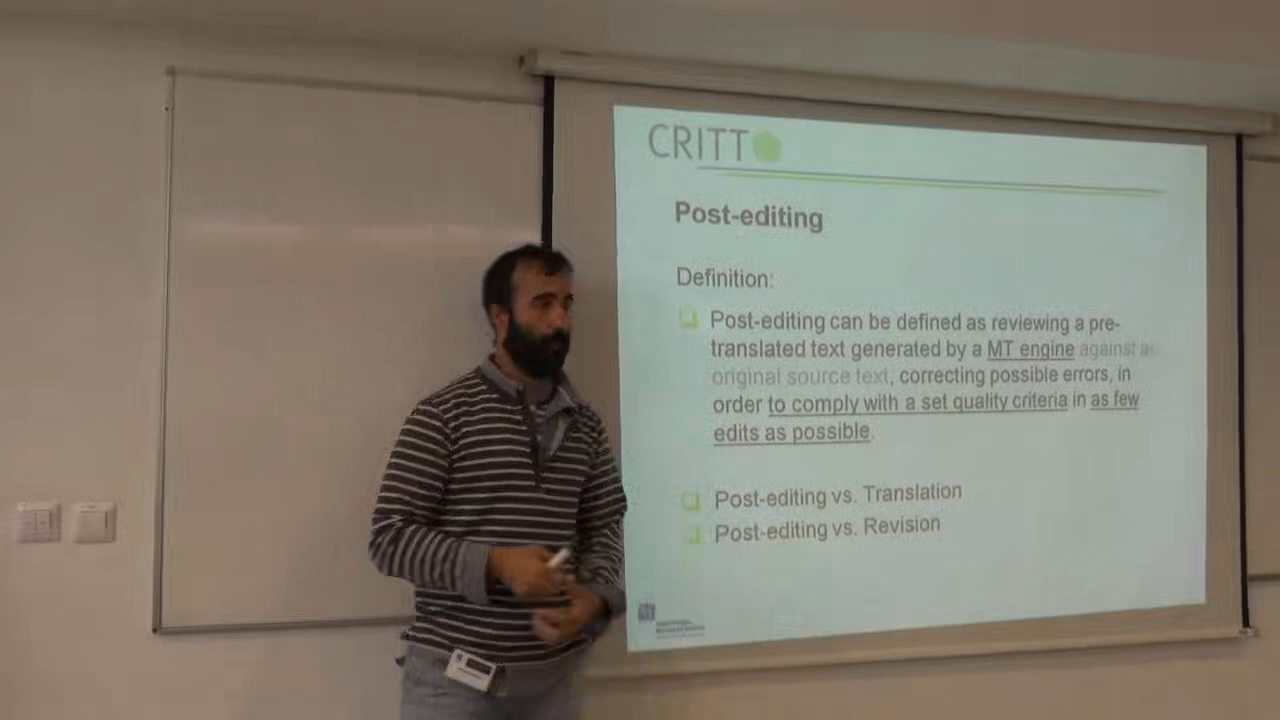 CRITT
Post-editing
Definition:
Post-editing can be defined as reviewing a pre-
translated text generated by a MT engine against
original source text, correcting possible errors, in
order to comply with a set quality criteria in as few
edits as possible.
Post-editing vs. Translation
Post-editing vs. Revision